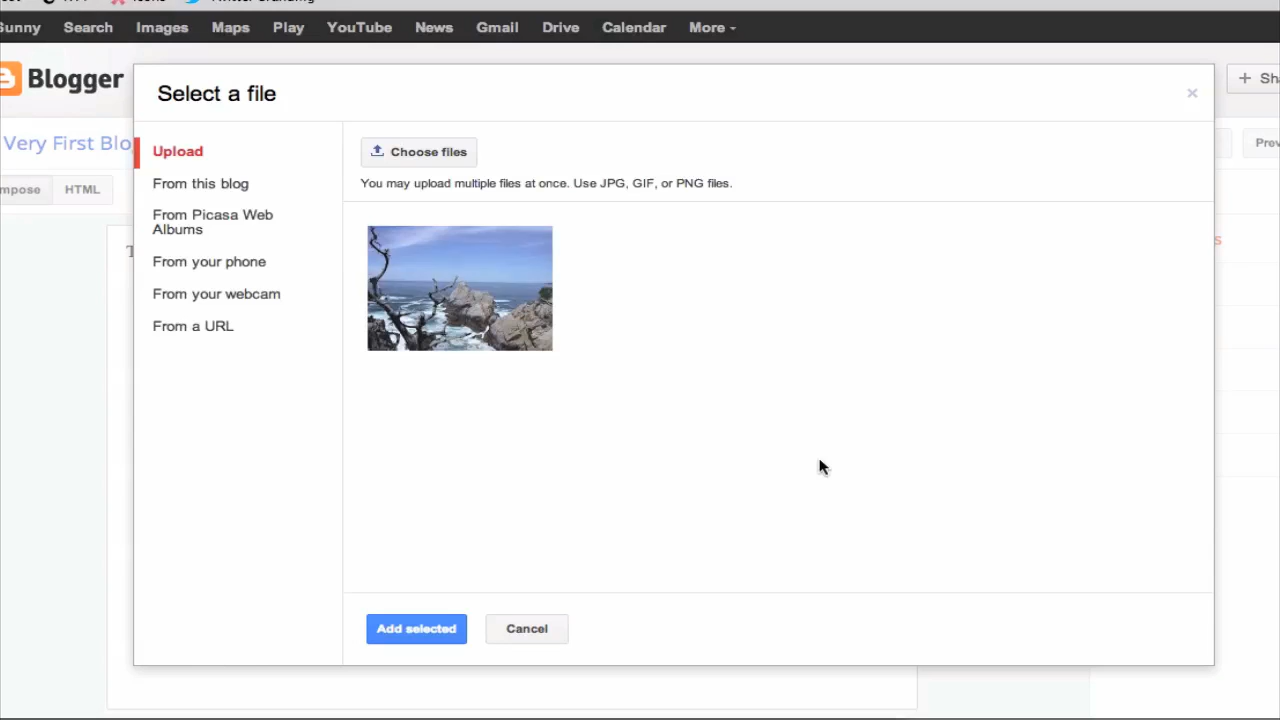 Sunny Search Images Maps Play YouTube News Gmail Drive Calendar More
Blogger
Select a file
×
+ Sha
Very First Blo
Upload
Choose files
Prev
mpose HTML
From this blog
You may upload multiple files at once. Use JPG, GIF, or PNG files.
From Picasa Web
Albums
T
s
From your phone
From your webcam
From a URL
Add selected
Cancel